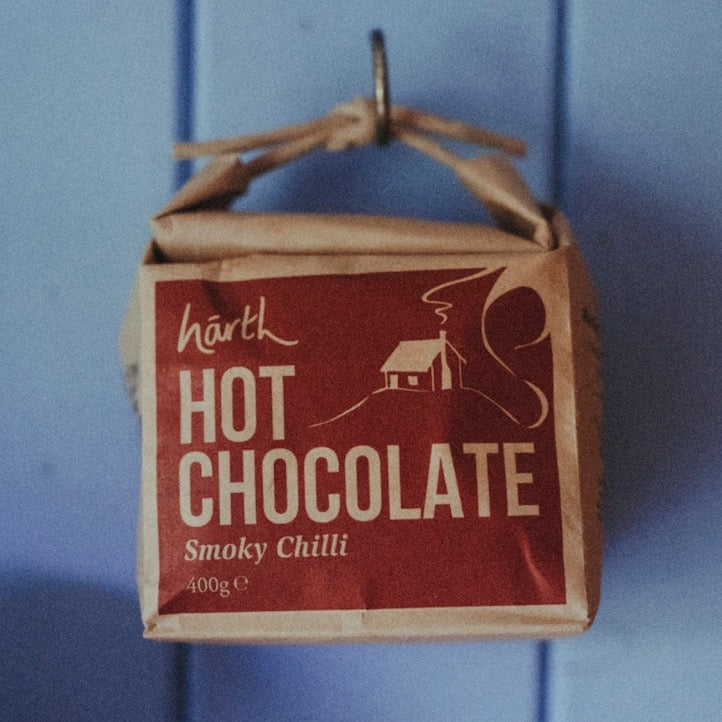 hārth
HOT
CHOCOLATE
Smoky Chilli
400g ℮